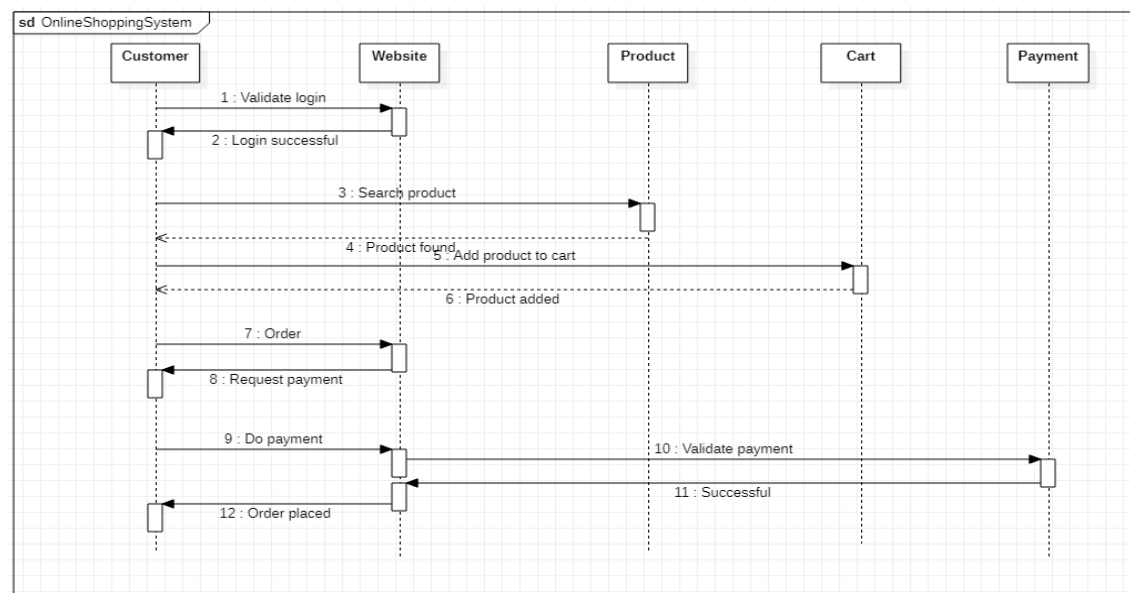 sd OnlineShoppingSystem
Customer
Website
Product
Cart
Payment
1 : Validate login
2 : Login successful
3 : Search product
4 : Product found
5 : Add product to cart
6 : Product added
7 : Order
8 : Request payment
9 : Do payment
10 : Validate payment
11 : Successful
12 : Order placed